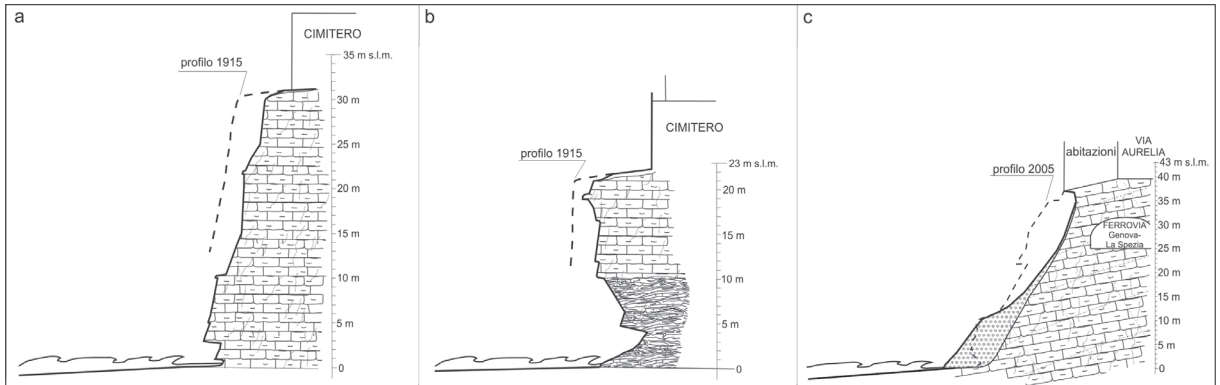 a
CIMITERO
35 m s.l.m.
profilo 1915
30 m
25 m
20 m
15 m
10 m
5 m
0
b
CIMITERO
profilo 1915
23 m s.l.m.
20 m
15 m
10 m
5 m
0
c
abitazioni
VIA
AURELIA
43 m s.l.m.
profilo 2005
40 m
35 m
30 m
25 m
20 m
15 m
10 m
5 m
0
FERROVIA
Genova-
La Spezia